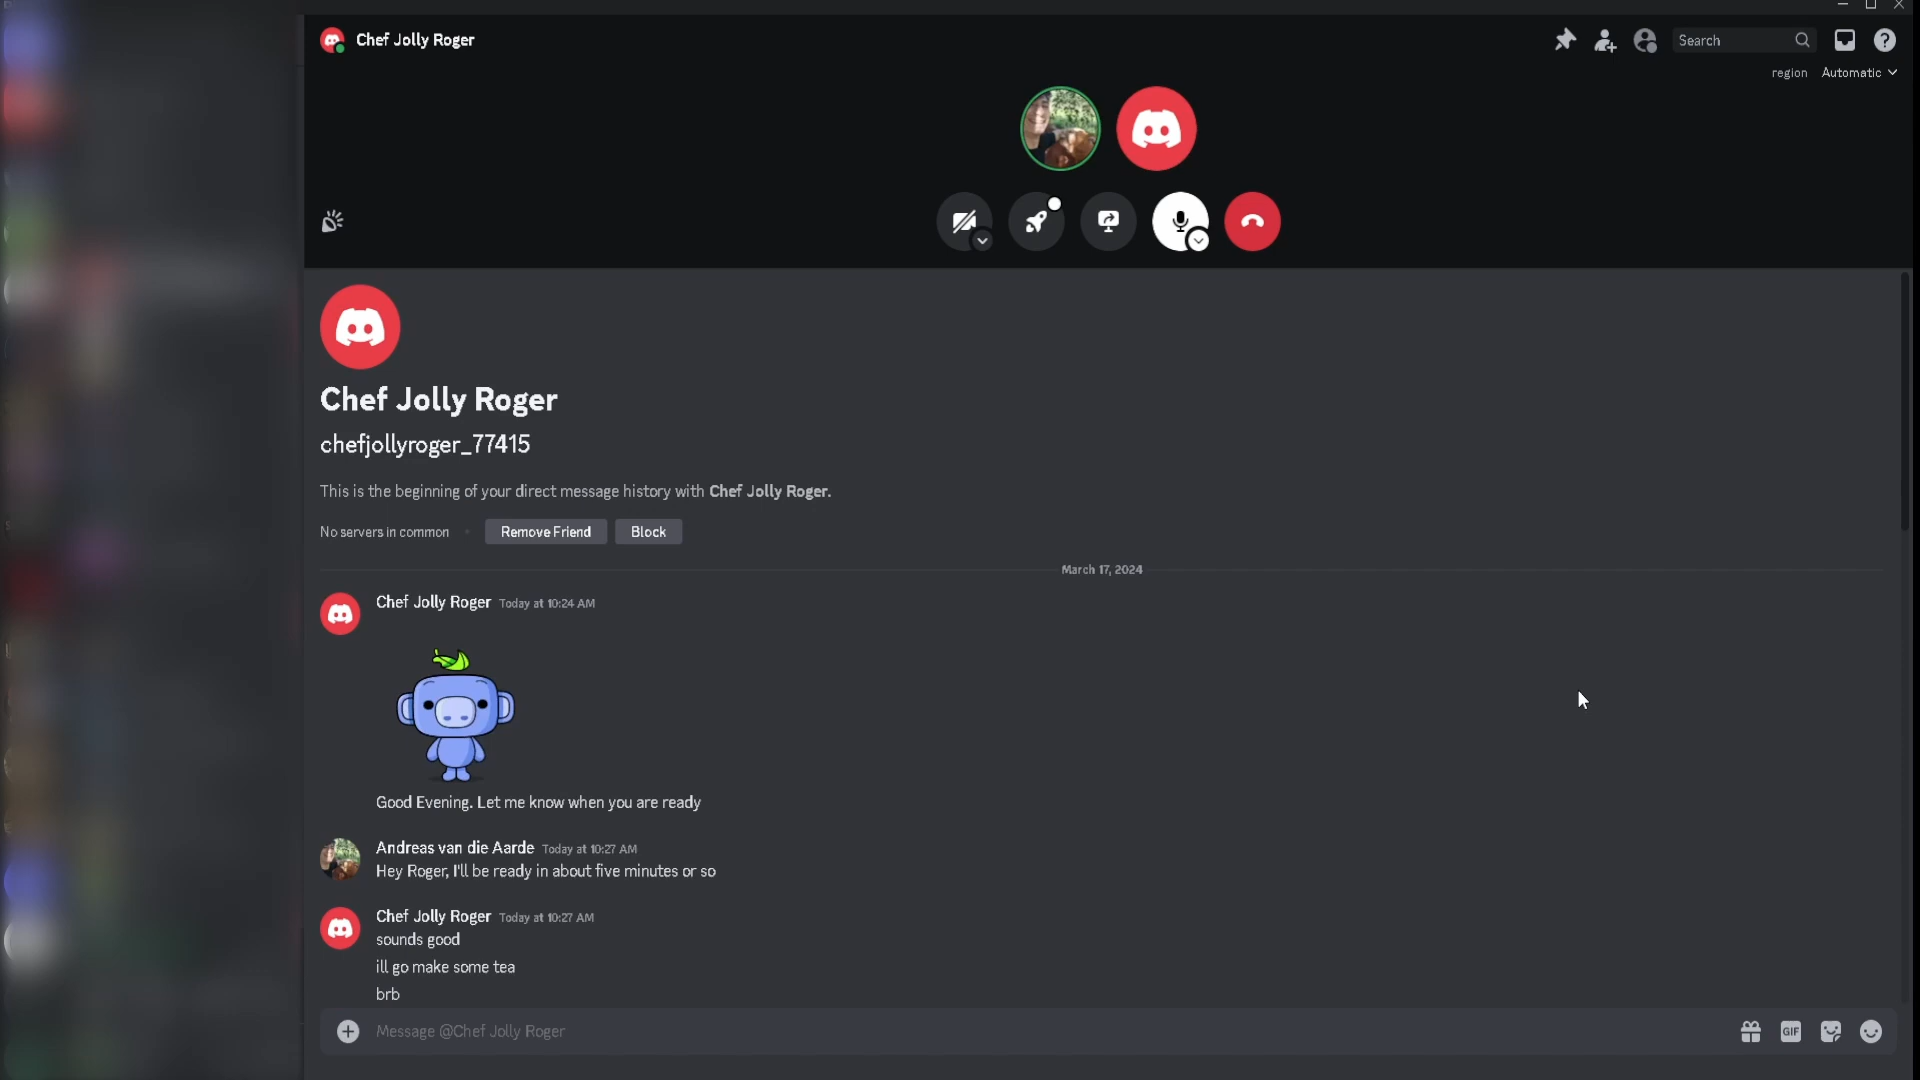 Chef Jolly Roger
Search
region Automatic
Chef Jolly Roger
chefjollyroger_77415
This is the beginning of your direct message history with Chef Jolly Roger.
No servers in common Remove Friend Block
March 17, 2024
Chef Jolly Roger Today at 10:24 AM
Good Evening. Let me know when you are ready
Andreas van die Aarde Today at 10:27 AM
Hey Roger, I'll be ready in about five minutes or so
Chef Jolly Roger Today at 10:27 AM
sounds good
ill go make some tea
brb
Message @Chef Jolly Roger
GIF